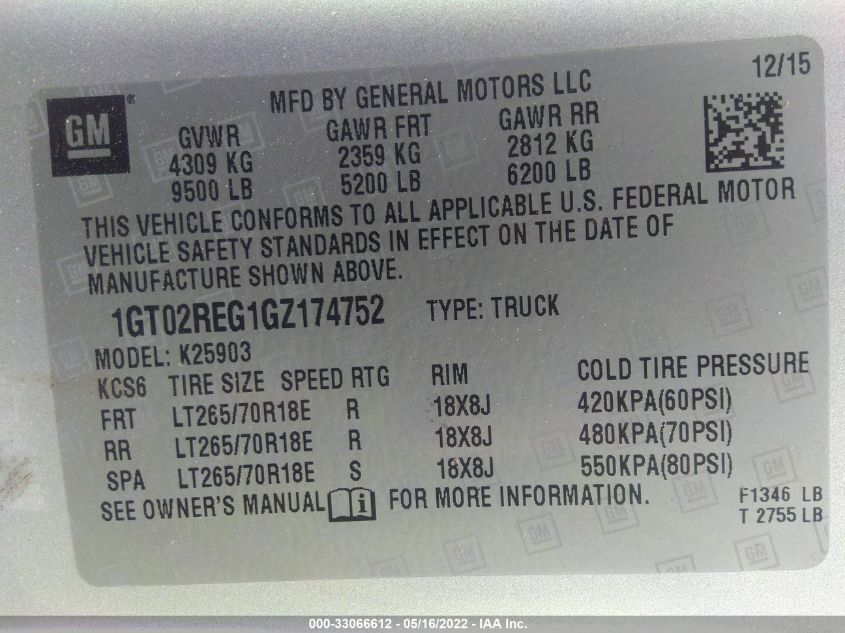 12/15
MFD BY GENERAL MOTORS LLC
GM®
GVWR GAWR FRT GAWR RR
4309 KG 2359 KG 2812 KG
9500 LB 5200 LB 6200 LB
THIS VEHICLE CONFORMS TO ALL APPLICABLE U.S. FEDERAL MOTOR
VEHICLE SAFETY STANDARDS IN EFFECT ON THE DATE OF
MANUFACTURE SHOWN ABOVE.
1GT02REG1GZ174752 TYPE: TRUCK
MODEL: K25903
KCS6 TIRE SIZE SPEED RTG RIM COLD TIRE PRESSURE
FRT LT265/70R18E R 18X8J 420KPA(60PSI)
RR LT265/70R18E R 18X8J 480KPA(70PSI)
SPA LT265/70R18E S 18X8J 550KPA(80PSI)
SEE OWNER'S MANUAL i FOR MORE INFORMATION.
F1346 LB
T 2755 LB
000-33066612 - 05/16/2022 - IAA Inc.